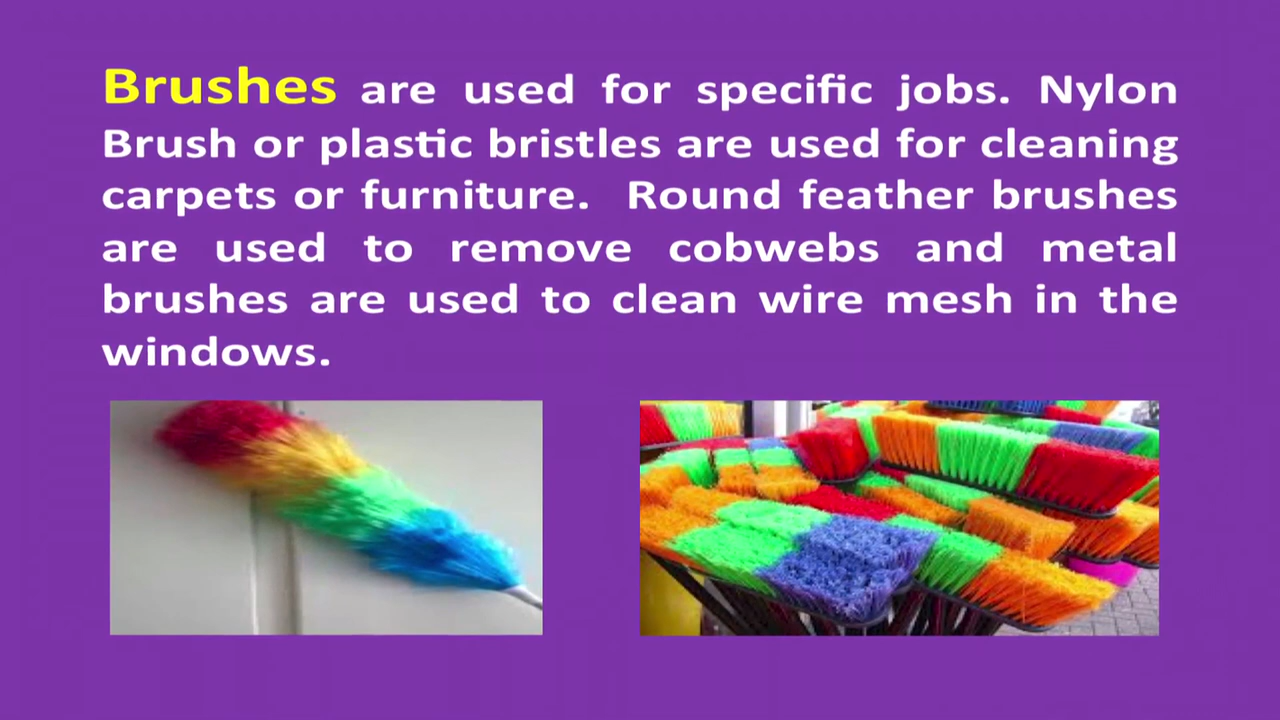 Brushes are used for specific jobs. Nylon
Brush or plastic bristles are used for cleaning
carpets or furniture. Round feather brushes
are used to remove cobwebs and metal
brushes are used to clean wire mesh in the
windows.